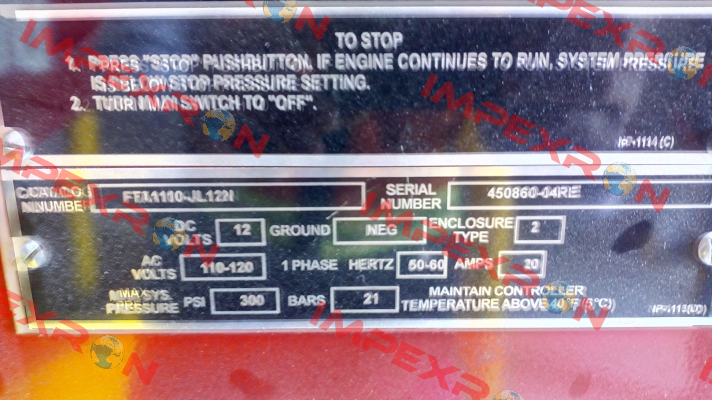 TO STOP
1. PRESS "STOP" PUSHBUTTON. IF ENGINE CONTINUES TO RUN, SYSTEM PRESSURE
IS BELOW STOP PRESSURE SETTING.
2. TURN MAIN SWITCH TO "OFF".
NP-1114 (C)
CATALOG NUMBER FTA1110-JL12N SERIAL NUMBER 450860-04RE
DC VOLTS 12 GROUND NEG ENCLOSURE TYPE 2
AC VOLTS 110-120 1 PHASE HERTZ 50-60 AMPS 20
MAX SYS. PRESSURE PSI 300 BARS 21 MAINTAIN CONTROLLER TEMPERATURE ABOVE 40°F (5°C)
IMPEXRON